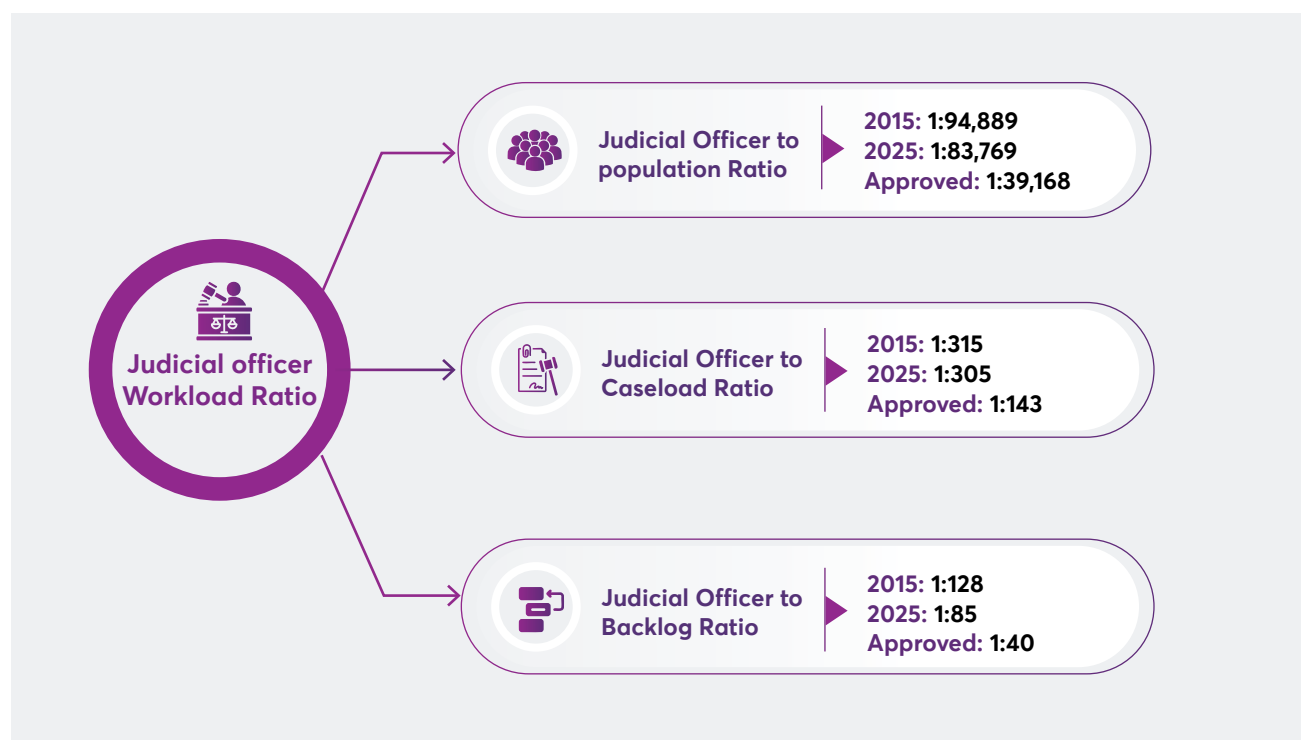 Judicial officer
Workload Ratio
Judicial Officer to
population Ratio
2015: 1:94,889
2025: 1:83,769
Approved: 1:39,168
Judicial Officer to
Caseload Ratio
2015: 1:315
2025: 1:305
Approved: 1:143
Judicial Officer to
Backlog Ratio
2015: 1:128
2025: 1:85
Approved: 1:40